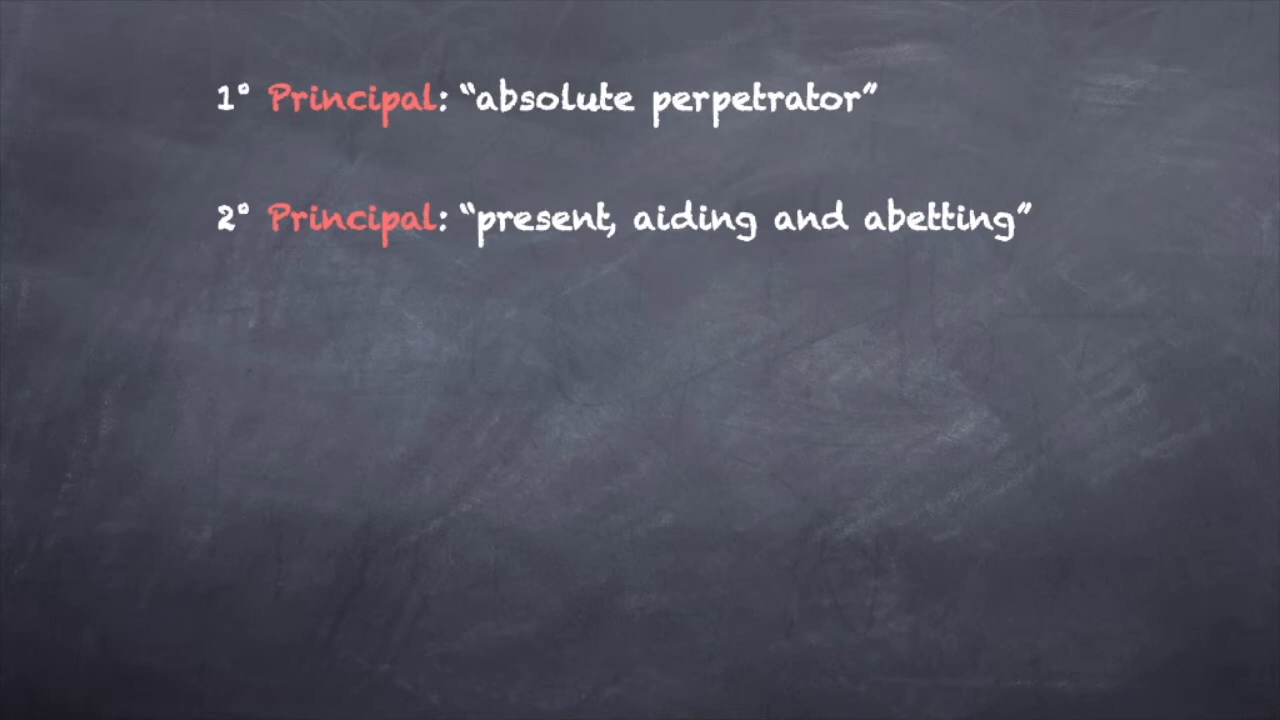 1° Principal: “absolute perpetrator”
2° Principal: “present, aiding and abetting”